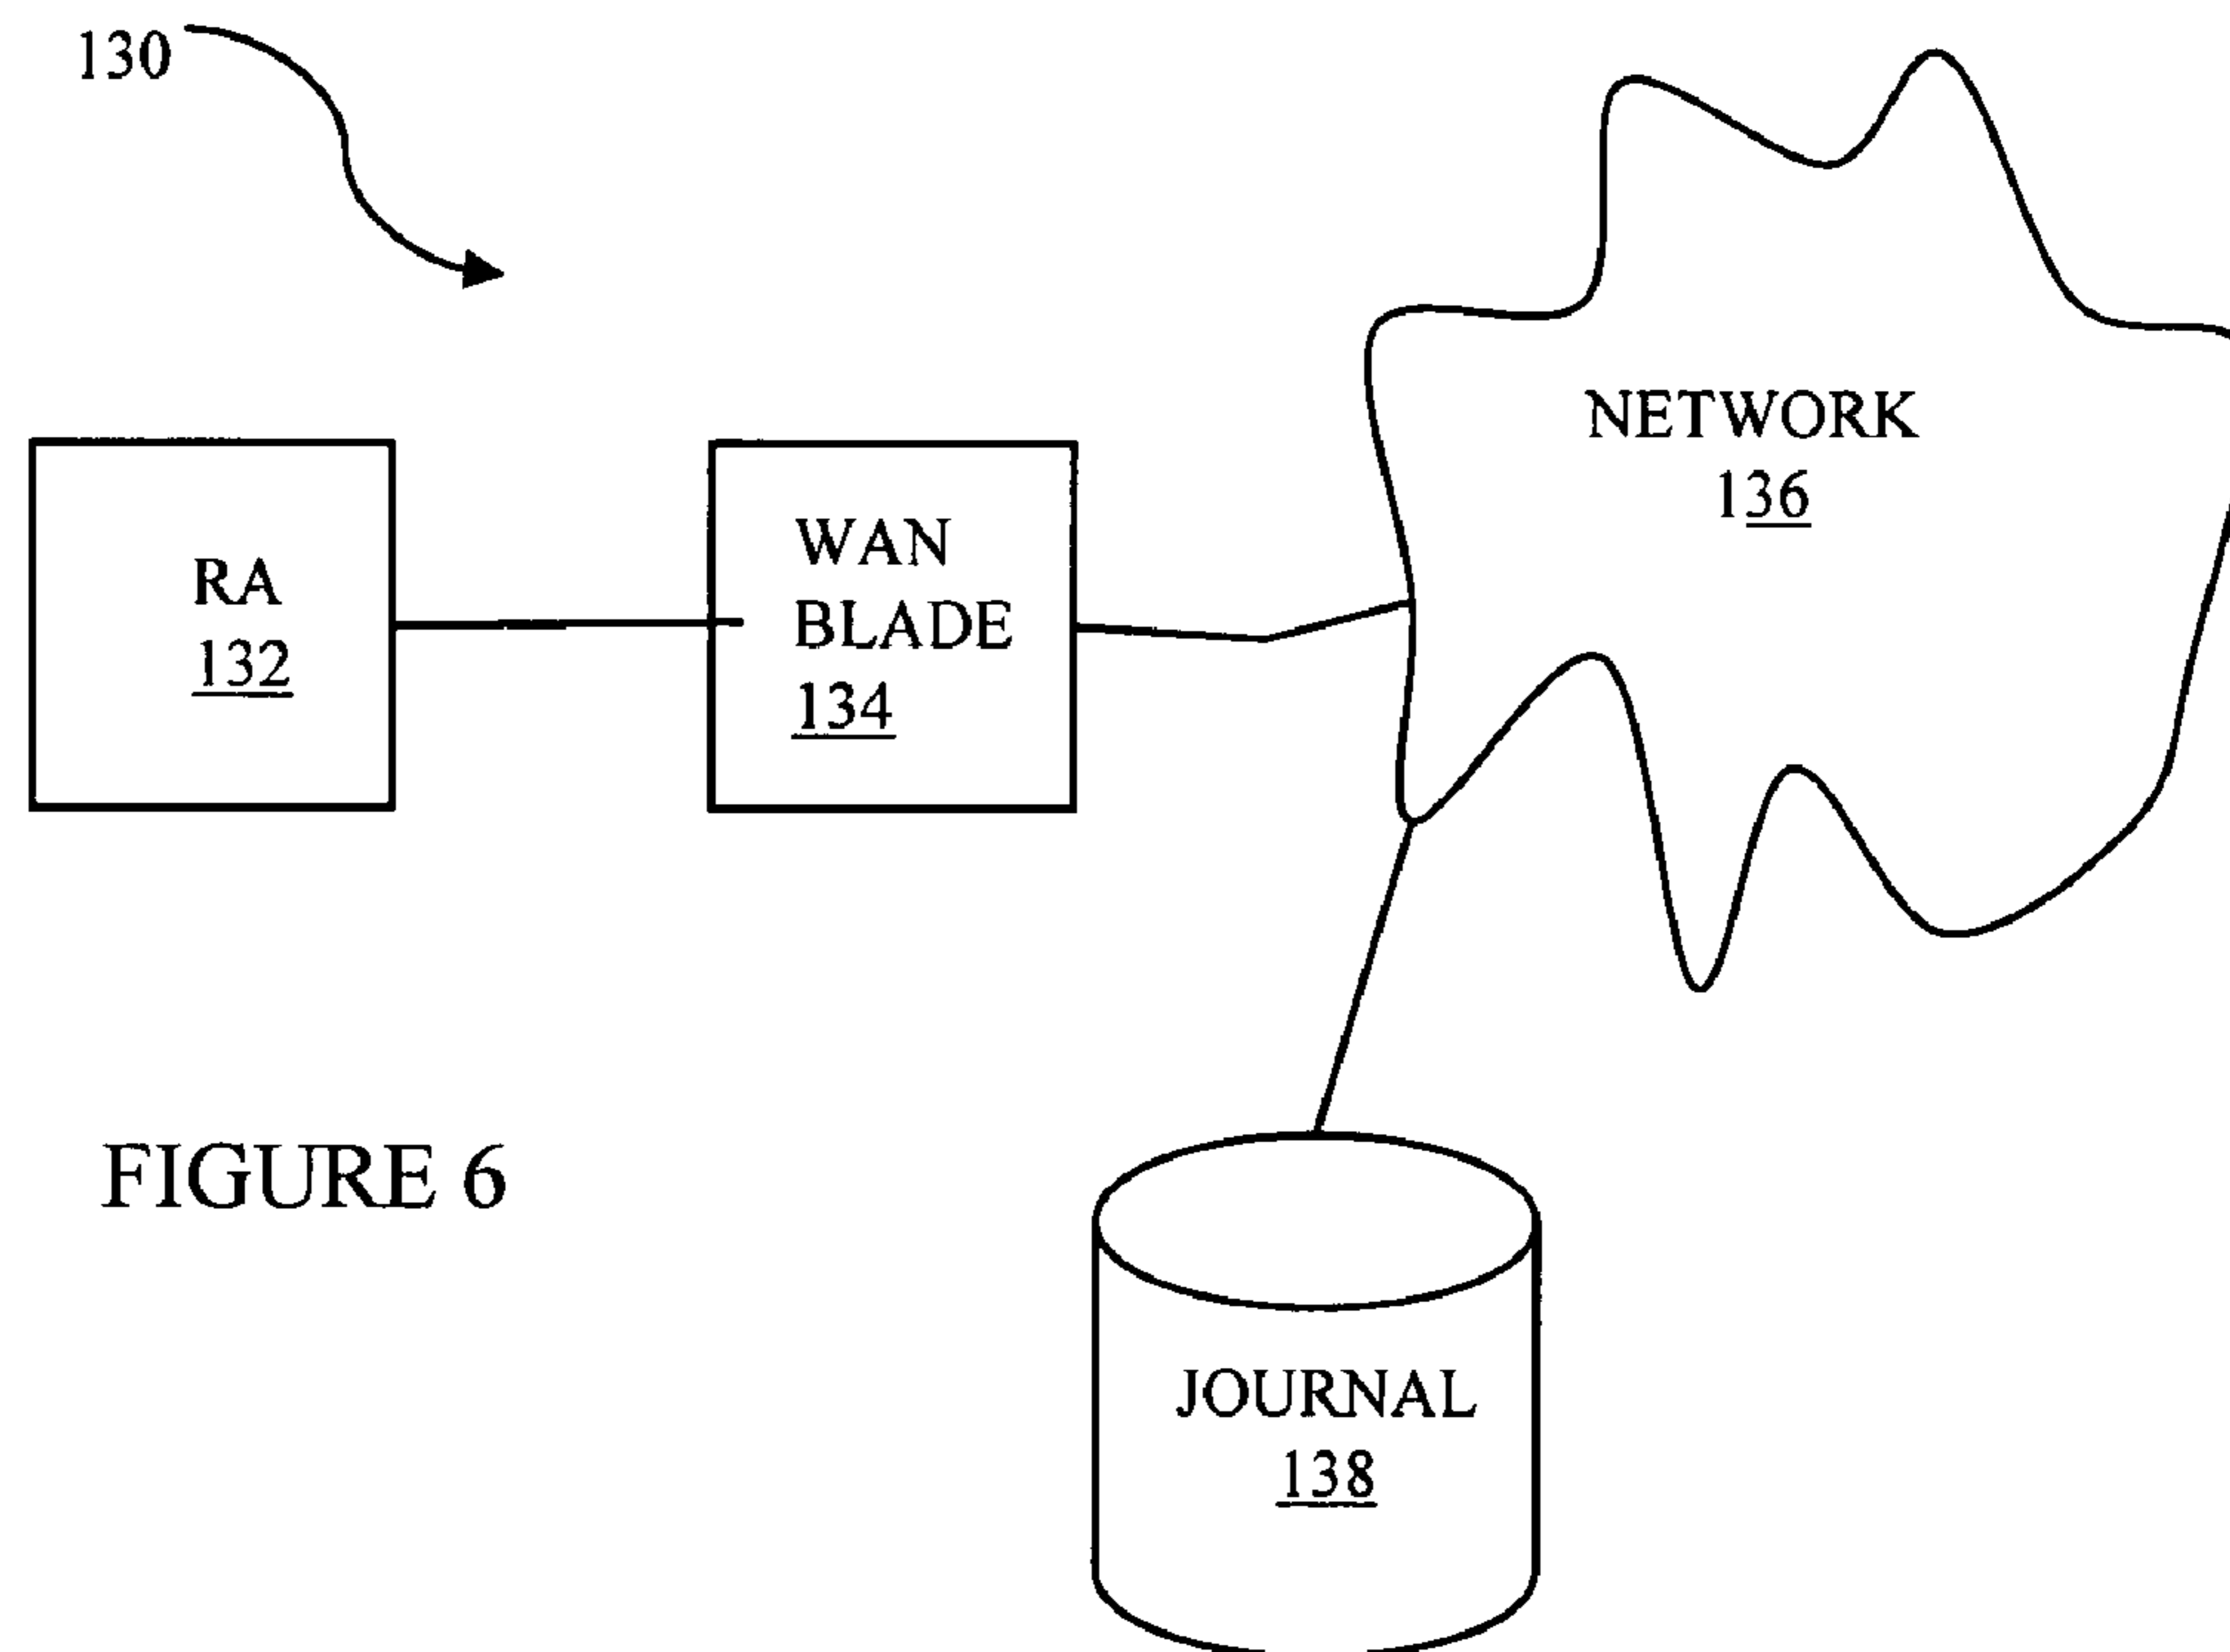 130
NETWORK
136
RA
132
WAN
BLADE
134
FIGURE 6
JOURNAL
138